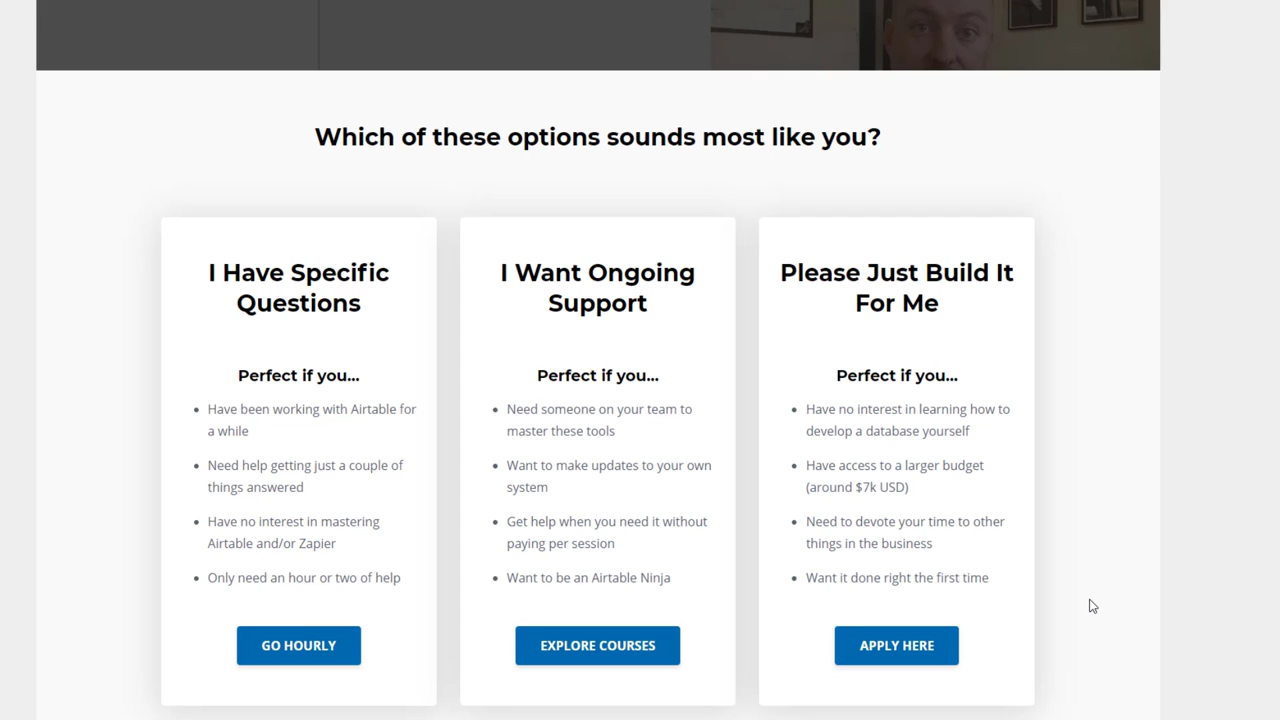 Which of these options sounds most like you?
I Have Specific
Questions
Perfect if you...
Have been working with Airtable for
a while
Need help getting just a couple of
things answered
Have no interest in mastering
Airtable and/or Zapier
Only need an hour or two of help
GO HOURLY
I Want Ongoing
Support
Perfect if you...
Need someone on your team to
master these tools
Want to make updates to your own
system
Get help when you need it without
paying per session
Want to be an Airtable Ninja
EXPLORE COURSES
Please Just Build It
For Me
Perfect if you...
Have no interest in learning how to
develop a database yourself
Have access to a larger budget
(around $7k USD)
Need to devote your time to other
things in the business
Want it done right the first time
APPLY HERE